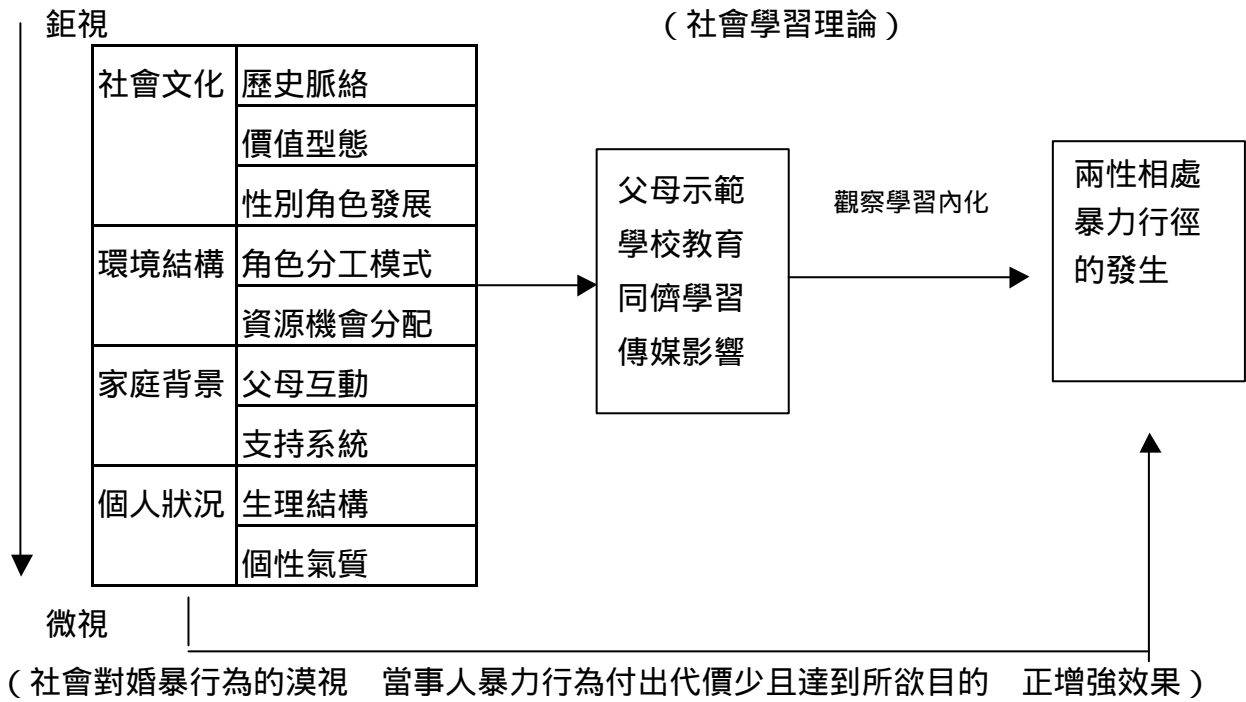 鉅視
（社會學習理論）
社會文化 歷史脈絡
價值型態
性別角色發展
環境結構 角色分工模式
資源機會分配
家庭背景 父母互動
支持系統
個人狀況 生理結構
個性氣質
微視
父母示範
學校教育
同儕學習
傳媒影響
觀察學習內化
兩性相處
暴力行徑
的發生
（社會對婚暴行為的漠視　當事人暴力行為付出代價少且達到所欲目的　正增強效果）